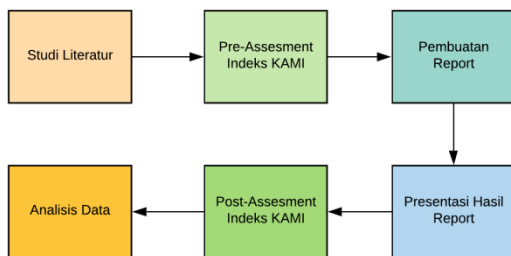 Studi Literatur
Pre-Assesment
Indeks KAMI
Pembuatan
Report
Presentasi Hasil
Report
Post-Assesment
Indeks KAMI
Analisis Data